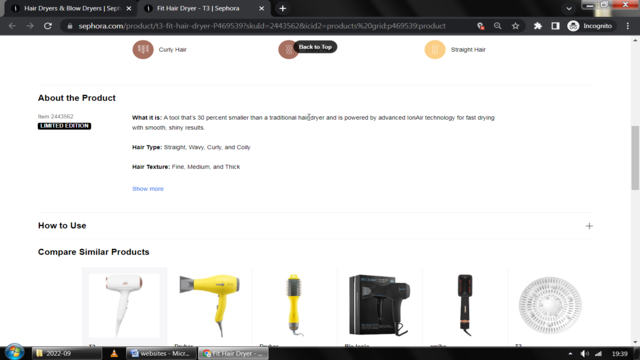 Hair Dryers & Blow Dryers | Seph
Fit Hair Dryer - T3 | Sephora
sephora.com/product/t3-fit-hair-dryer-P469539?skuId=2443562&icid2=products%20grid:p469539:product
Incognito
Curly Hair
Back to Top
Straight Hair
About the Product
Item 2443562
LIMITED EDITION
What it is: A tool that's 30 percent smaller than a traditional hairdryer and is powered by advanced IonAir technology for fast drying
with smooth, shiny results.
Hair Type: Straight, Wavy, Curly, and Coily
Hair Texture: Fine, Medium, and Thick
Show more
How to Use
Compare Similar Products
2022-09
websites - Micr...
Fit Hair Dryer - ...
19:39